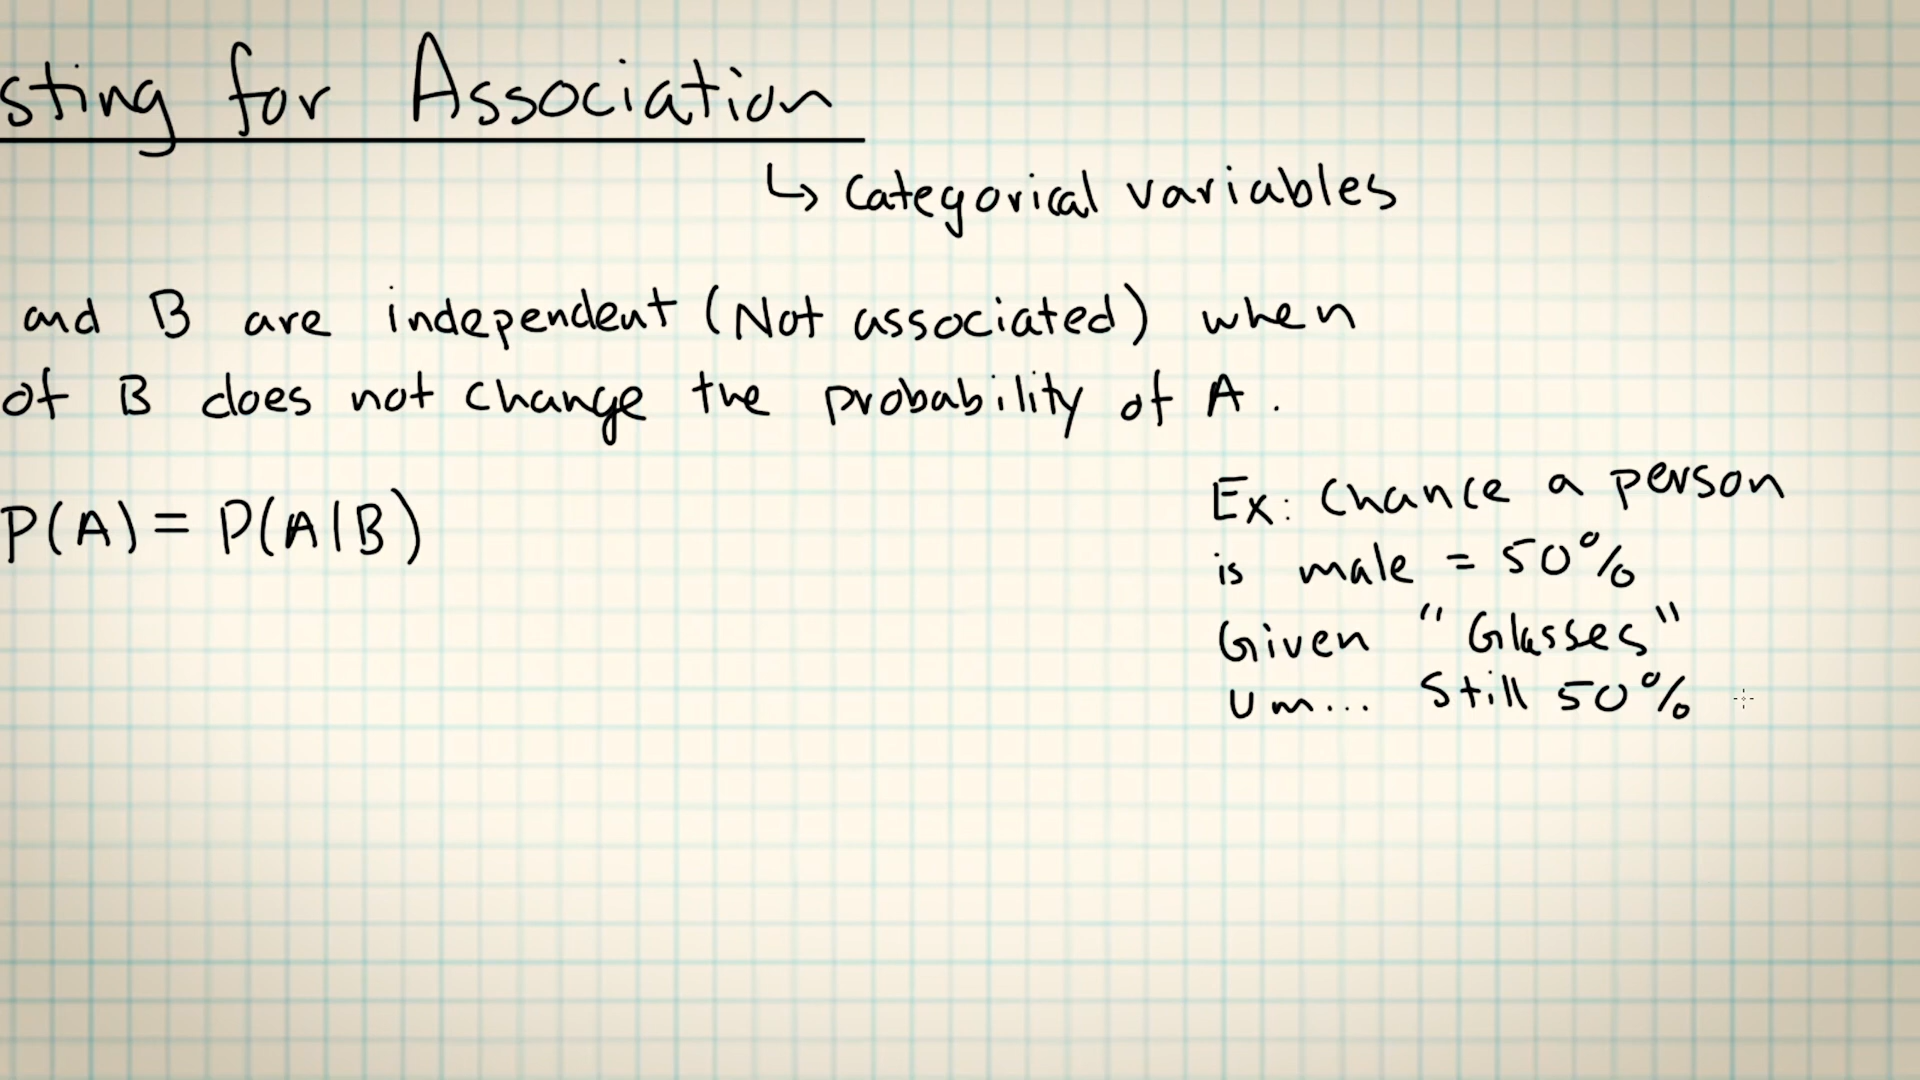 sting for Association
↳ Categorical variables
and B are independent (Not associated) when
of B does not change the probability of A.
P(A) = P(A|B)
Ex: Chance a person
is male = 50%
Given "Glasses"
Um... Still 50%